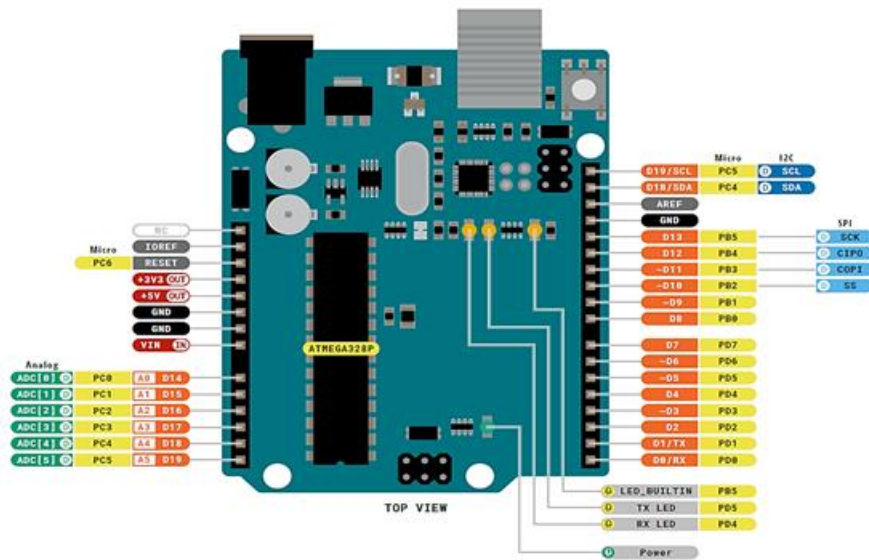 Micro
I2C
D19/SCL PC5 D SCL
D18/SDA PC4 D SDA
AREF
GND
SPI
D13 PB5 D SCK
D12 PB4 D CIPO
~D11 PB3 D COPI
~D10 PB2 D SS
~D9 PB1
D8 PB0
D7 PD7
~D6 PD6
~D5 PD5
D4 PD4
~D3 PD3
D2 PD2
D1/TX PD1
D0/RX PD0
NC
IOREF
Micro
PC6 RESET
+3V3 OUT
+5V OUT
GND
GND
VIN IN
Analog
ADC[0] D PC0 A0 D14
ADC[1] D PC1 A1 D15
ADC[2] D PC2 A2 D16
ADC[3] D PC3 A3 D17
ADC[4] D PC4 A4 D18
ADC[5] D PC5 A5 D19
ATMEGA328P
TOP VIEW
LED_BUILTIN PB5
TX LED PD5
RX LED PD4
Power